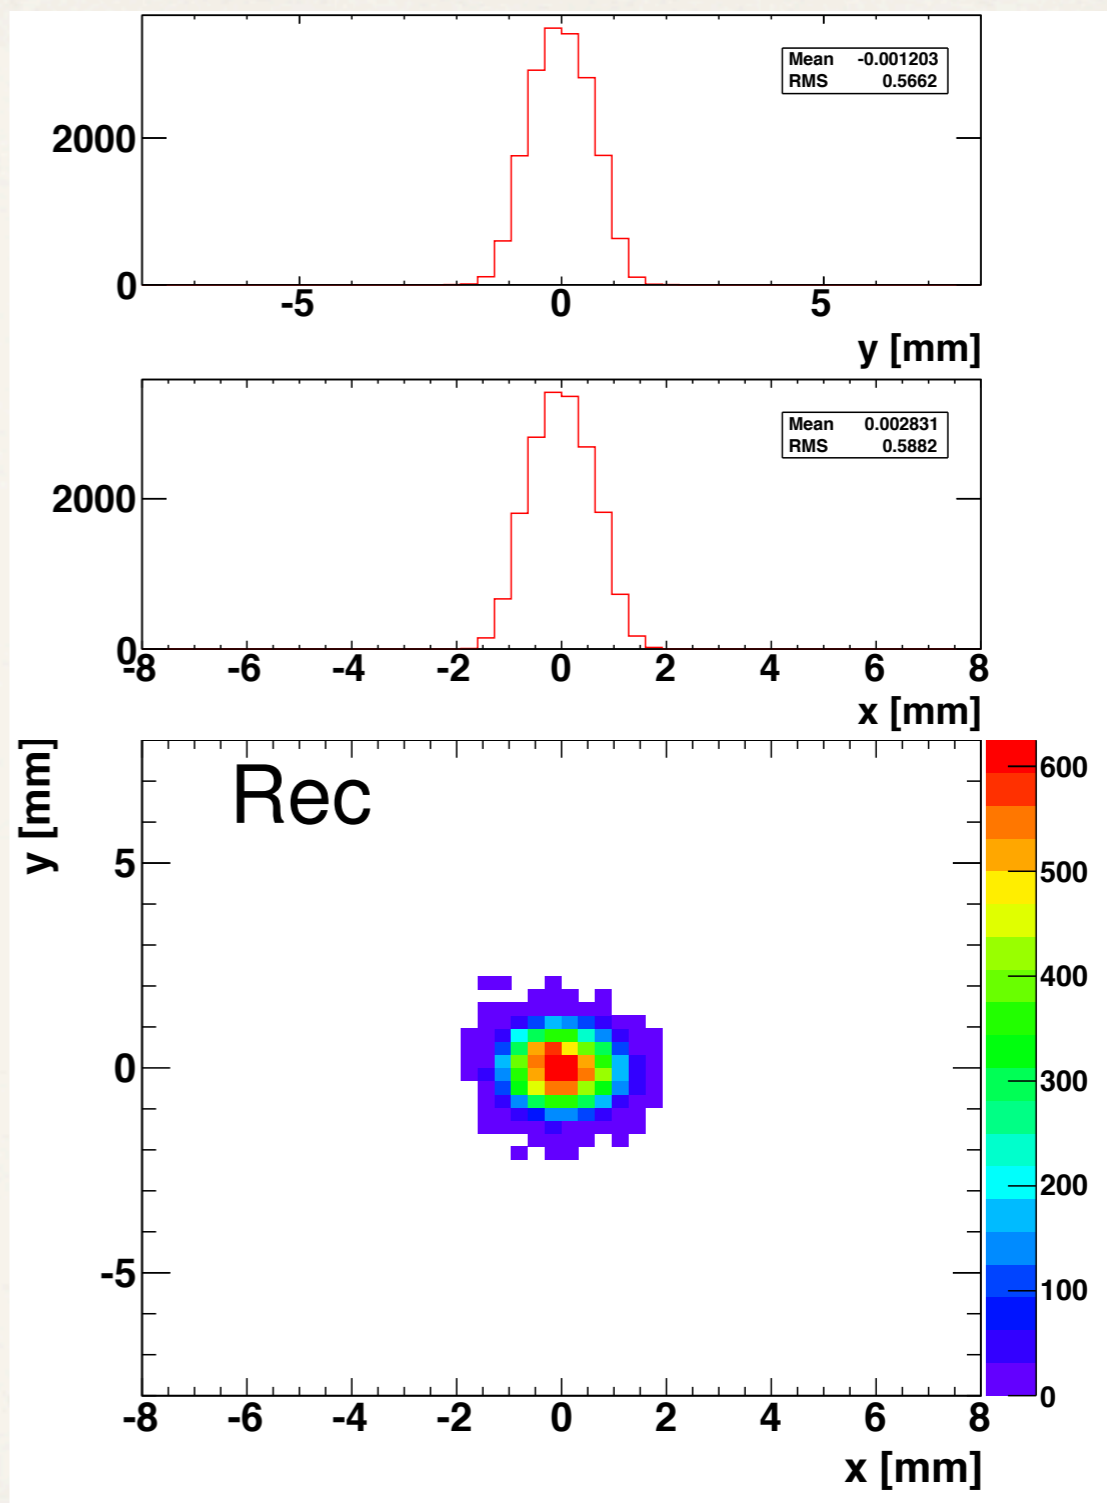 Mean -0.001203
RMS 0.5662
2000
0
-5 0 5
y [mm]
Mean 0.002831
RMS 0.5882
2000
0
-8 -6 -4 -2 0 2 4 6 8
x [mm]
y [mm]
Rec
600
5
500
400
0
300
200
-5
100
0
-8 -6 -4 -2 0 2 4 6 8
x [mm]